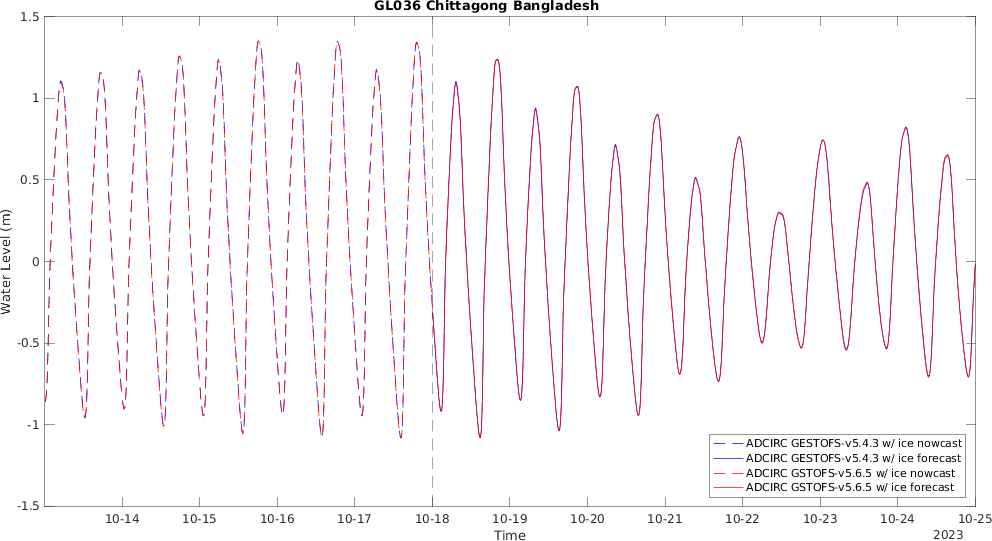 GL036 Chittagong Bangladesh
1.5
1
0.5
0
-0.5
-1
-1.5
Water Level (m)
10-14 10-15 10-16 10-17 10-18 10-19 10-20 10-21 10-22 10-23 10-24 10-25
Time
2023
ADCIRC GESTOFS-v5.4.3 w/ ice nowcast
ADCIRC GESTOFS-v5.4.3 w/ ice forecast
ADCIRC GSTOFS-v5.6.5 w/ ice nowcast
ADCIRC GSTOFS-v5.6.5 w/ ice forecast